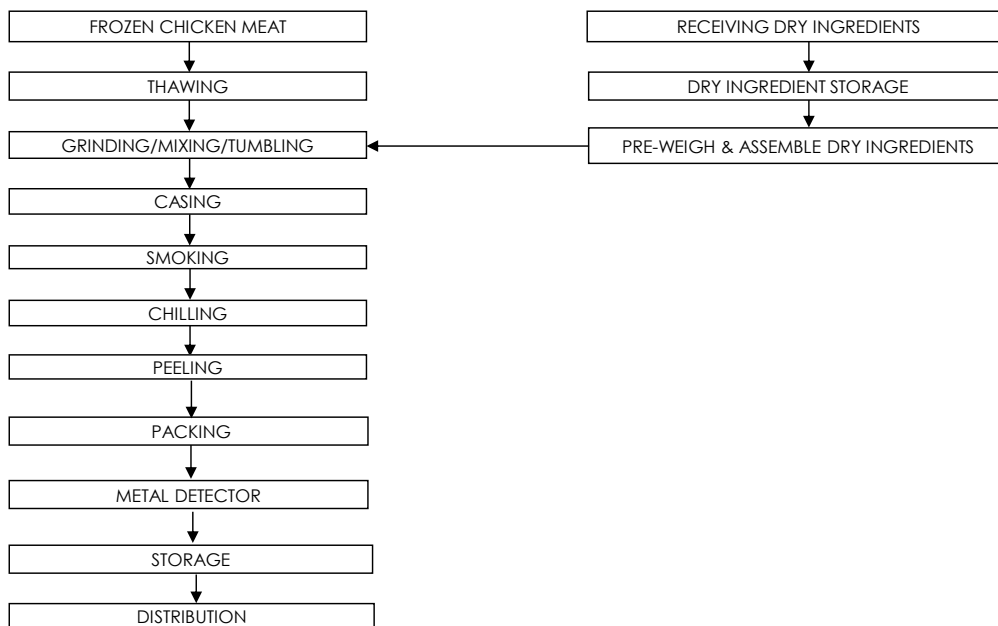 FROZEN CHICKEN MEAT
THAWING
GRINDING/MIXING/TUMBLING
CASING
SMOKING
CHILLING
PEELING
PACKING
METAL DETECTOR
STORAGE
DISTRIBUTION
RECEIVING DRY INGREDIENTS
DRY INGREDIENT STORAGE
PRE-WEIGH & ASSEMBLE DRY INGREDIENTS